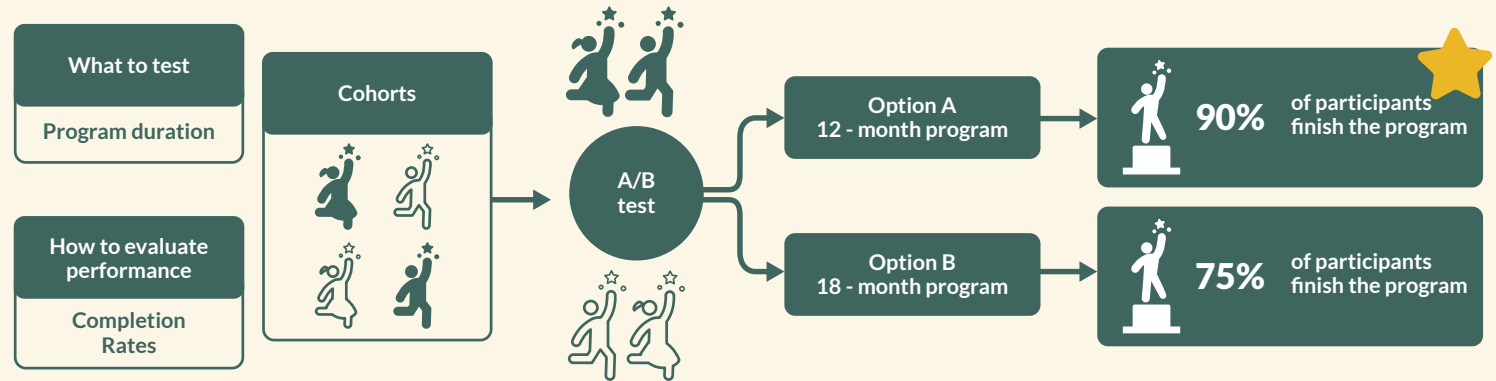 What to test
Program duration
How to evaluate
performance
Completion
Rates
Cohorts
A/B
test
Option A
12 - month program
90%
of participants
finish the program
Option B
18 - month program
75%
of participants
finish the program